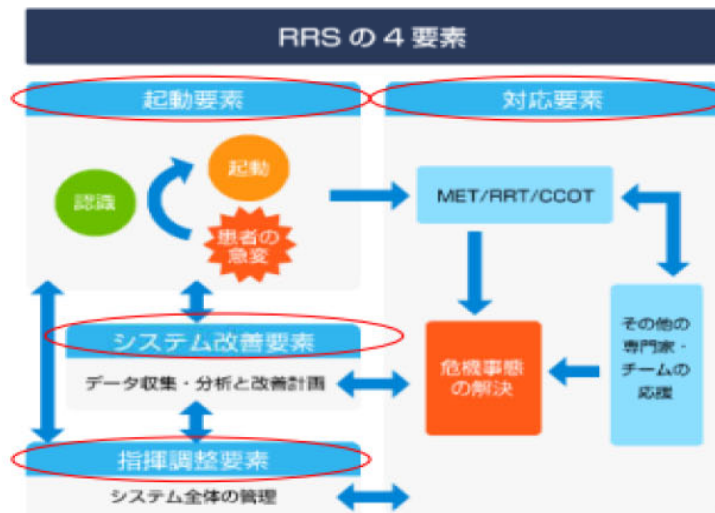 RRS の 4 要素
起動要素
対応要素
起動
認識
患者の
急変
MET/RRT/CCOT
システム改善要素
データ収集・分析と改善計画
危機事態
の解決
その他の
専門家・
チームの
応援
指揮調整要素
システム全体の管理